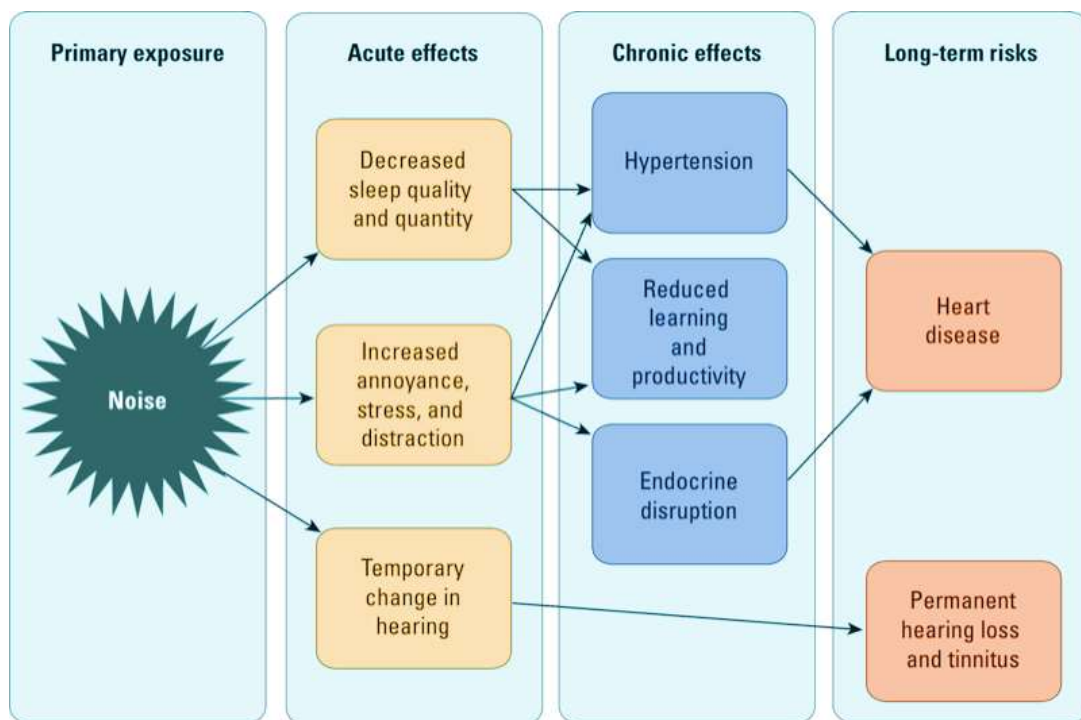 Primary exposure
Acute effects
Chronic effects
Long-term risks
Noise
Decreased
sleep quality
and quantity
Increased
annoyance,
stress, and
distraction
Temporary
change in
hearing
Hypertension
Reduced
learning
and
productivity
Endocrine
disruption
Heart
disease
Permanent
hearing loss
and tinnitus